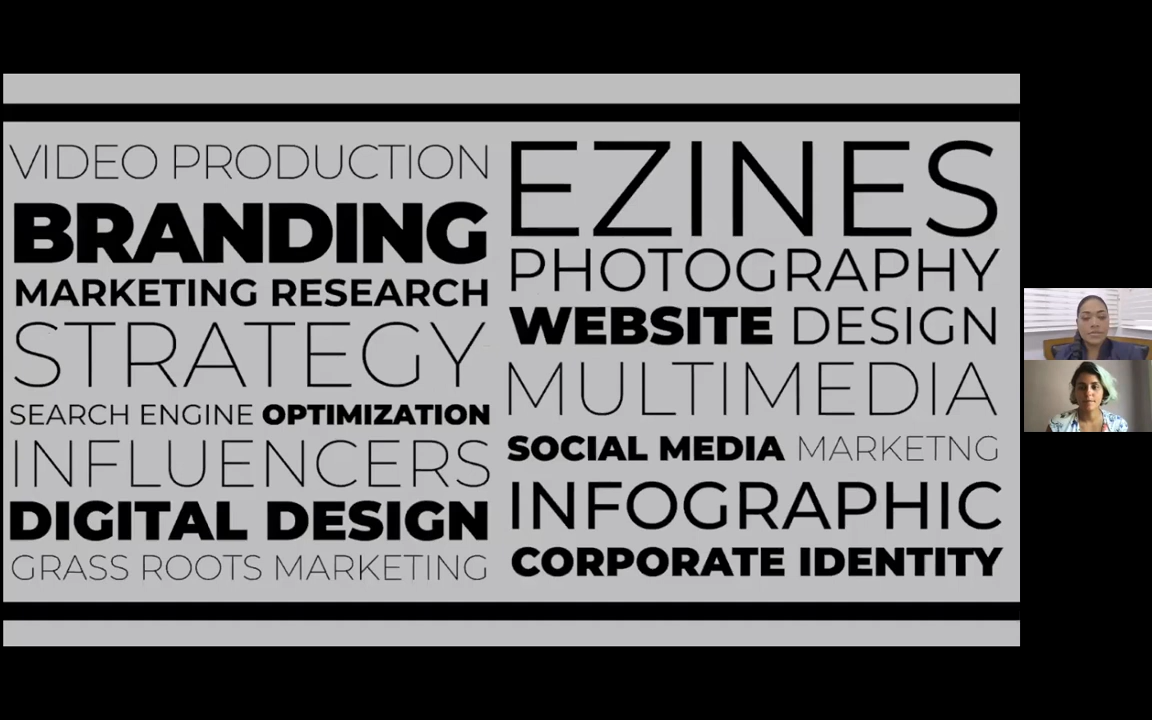 VIDEO PRODUCTION
BRANDING
MARKETING RESEARCH
STRATEGY
SEARCH ENGINE OPTIMIZATION
INFLUENCERS
DIGITAL DESIGN
GRASS ROOTS MARKETING
EZINES
PHOTOGRAPHY
WEBSITE DESIGN
MULTIMEDIA
SOCIAL MEDIA MARKETNG
INFOGRAPHIC
CORPORATE IDENTITY